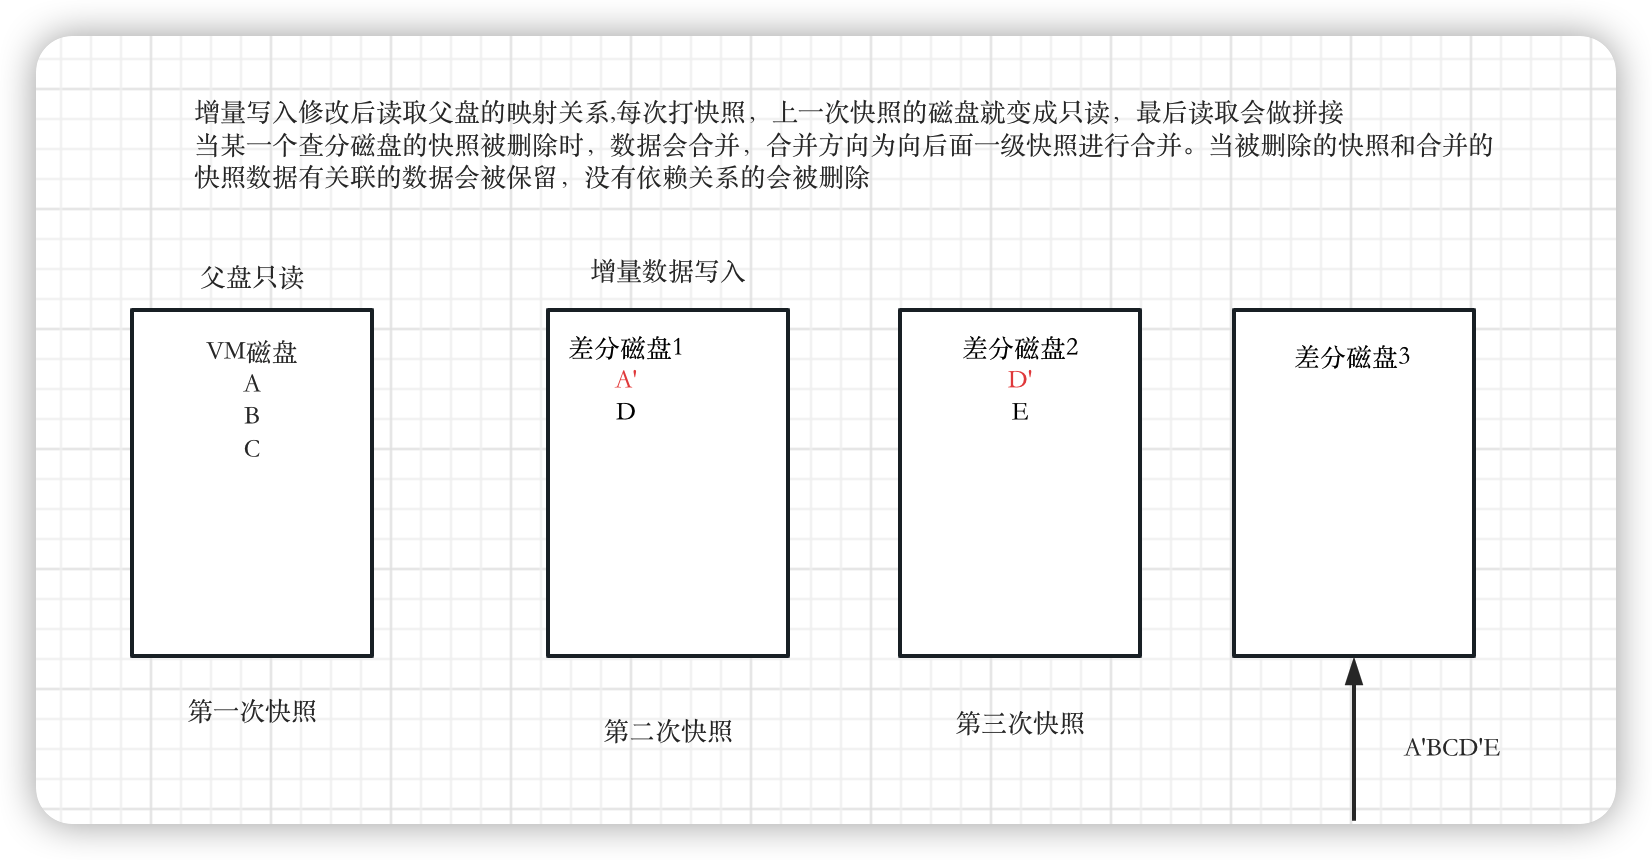 增量写入修改后读取父盘的映射关系,每次打快照，上一次快照的磁盘就变成只读，最后读取会做拼接
当某一个查分磁盘的快照被删除时，数据会合并，合并方向为向后面一级快照进行合并。当被删除的快照和合并的
快照数据有关联的数据会被保留，没有依赖关系的会被删除
父盘只读
增量数据写入
VM磁盘
A
B
C
差分磁盘1
A'
D
差分磁盘2
D'
E
差分磁盘3
第一次快照
第二次快照
第三次快照
A'BCD'E